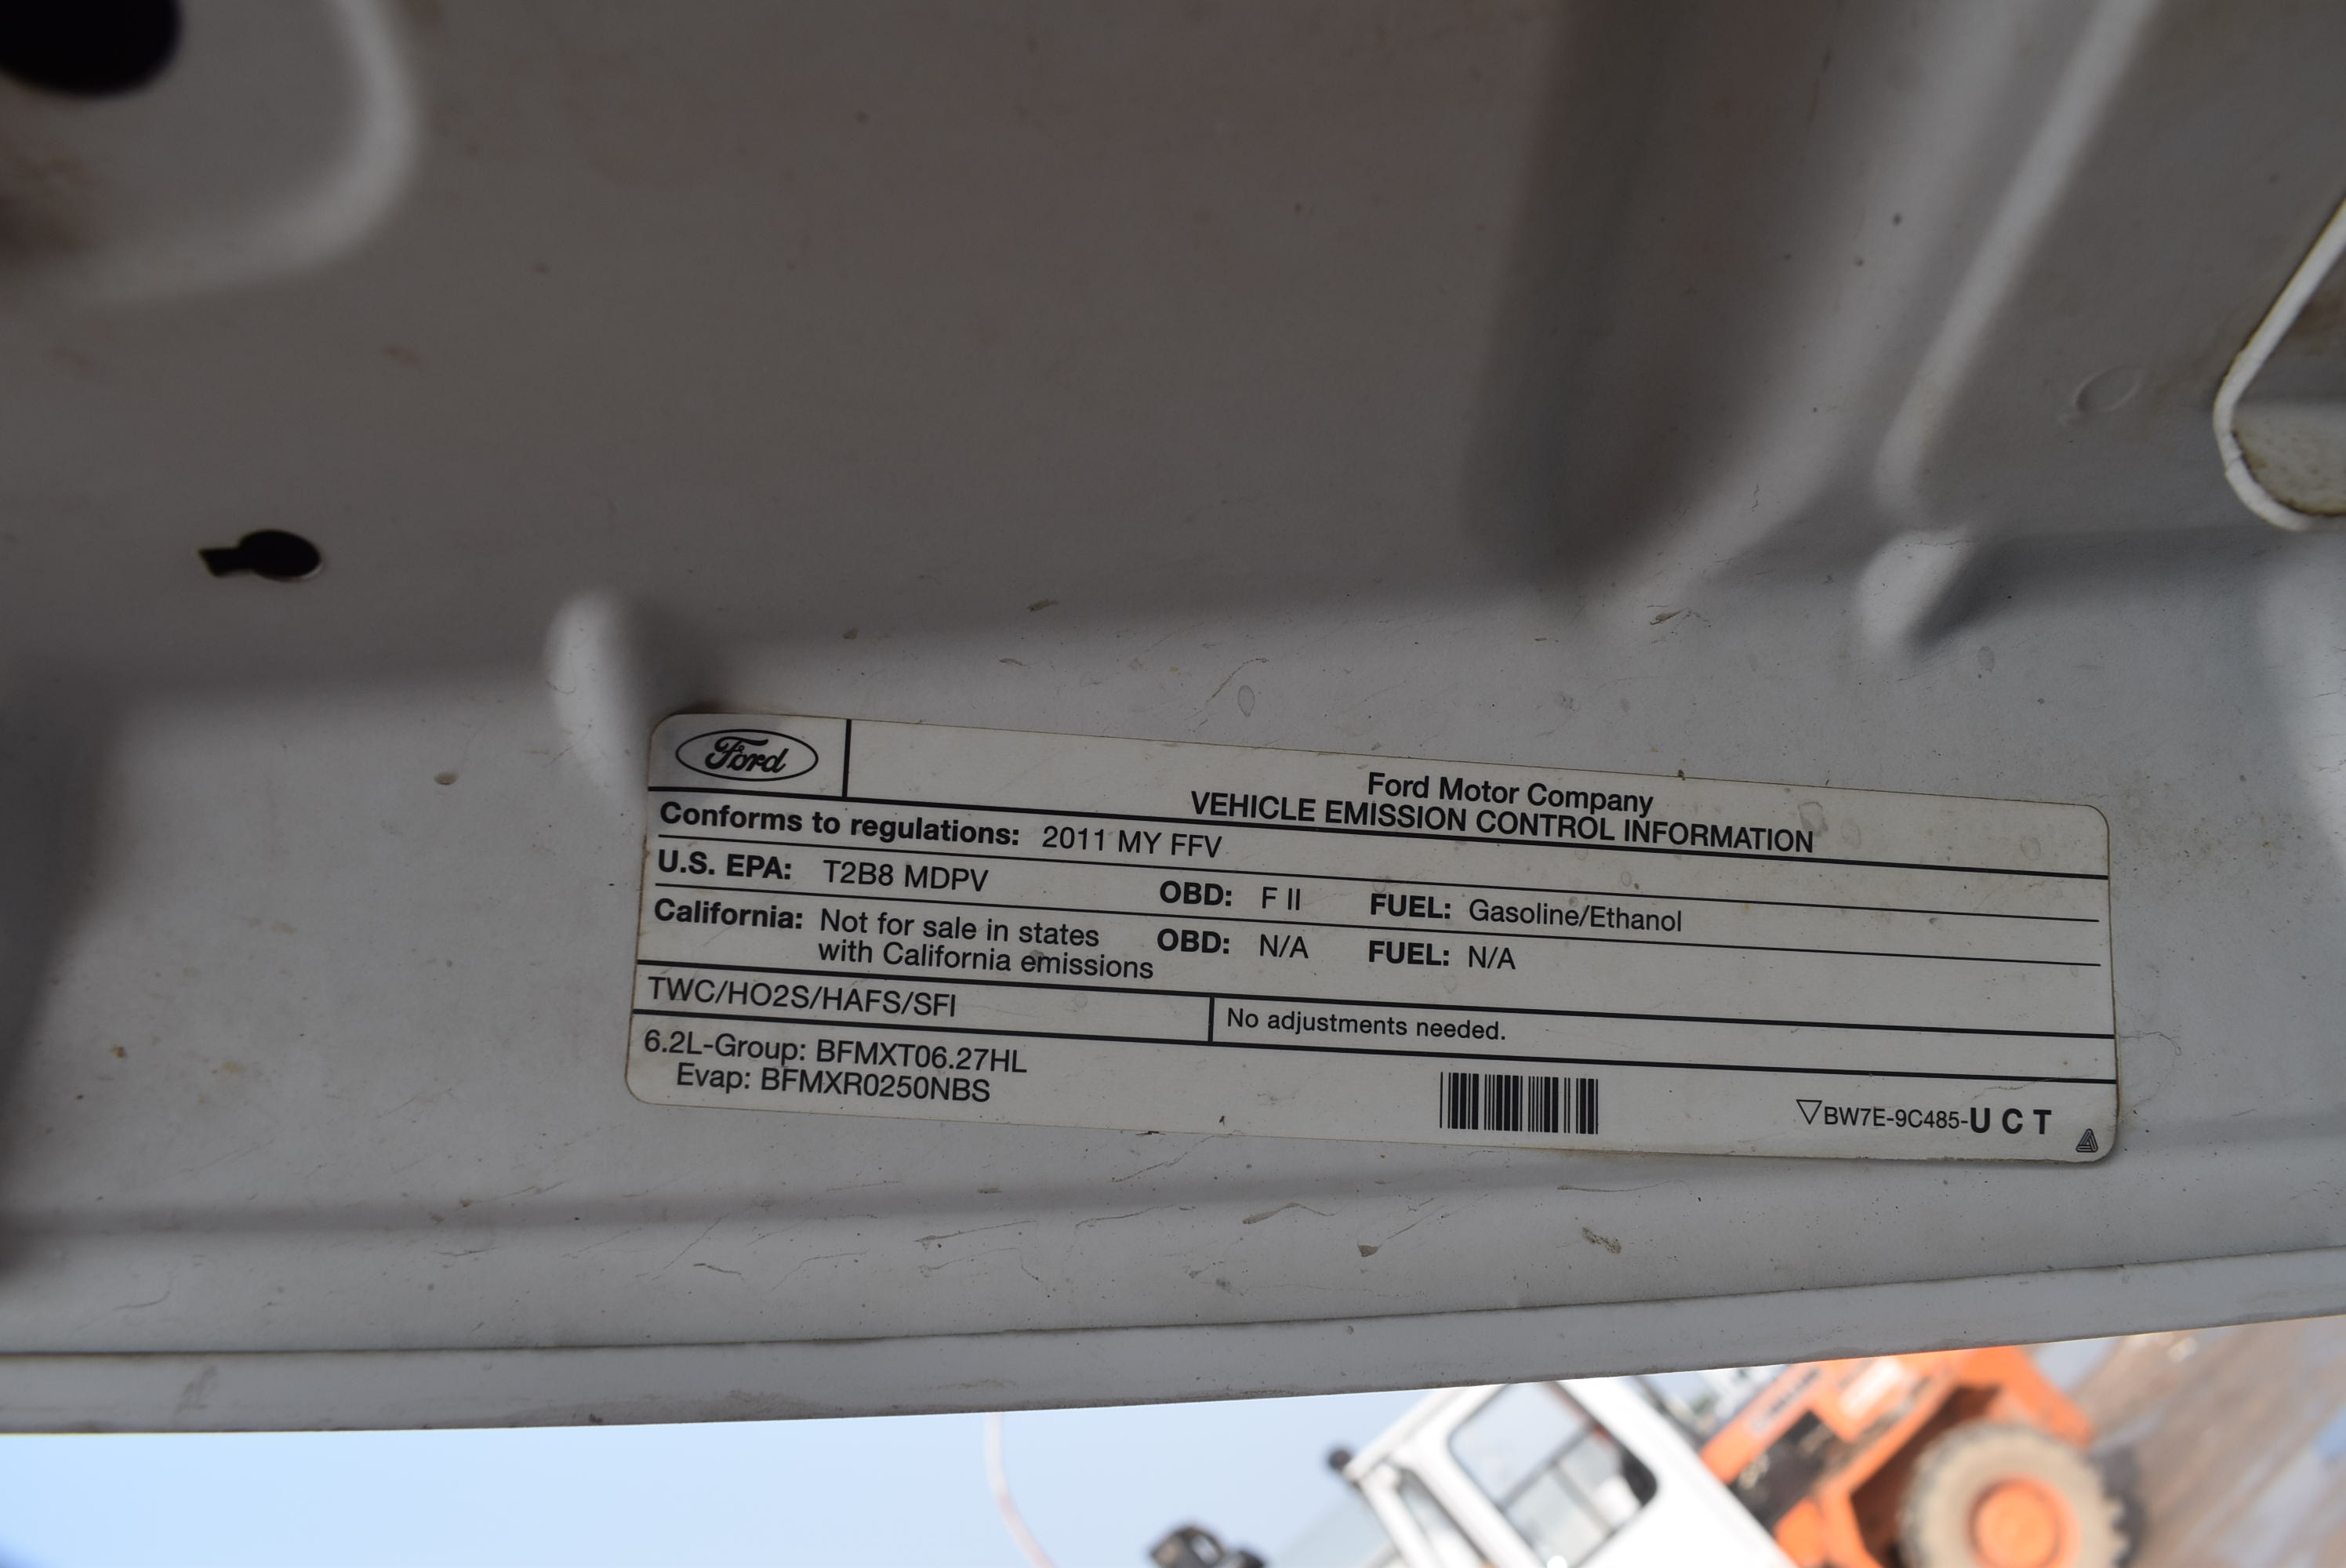 Ford
Ford Motor Company
VEHICLE EMISSION CONTROL INFORMATION
Conforms to regulations: 2011 MY FFV
U.S. EPA: T2B8 MDPV OBD: F II FUEL: Gasoline/Ethanol
California: Not for sale in states with California emissions OBD: N/A FUEL: N/A
TWC/HO2S/HAFS/SFI
No adjustments needed.
6.2L-Group: BFMXT06.27HL
Evap: BFMXR0250NBS
▽BW7E-9C485-U C T